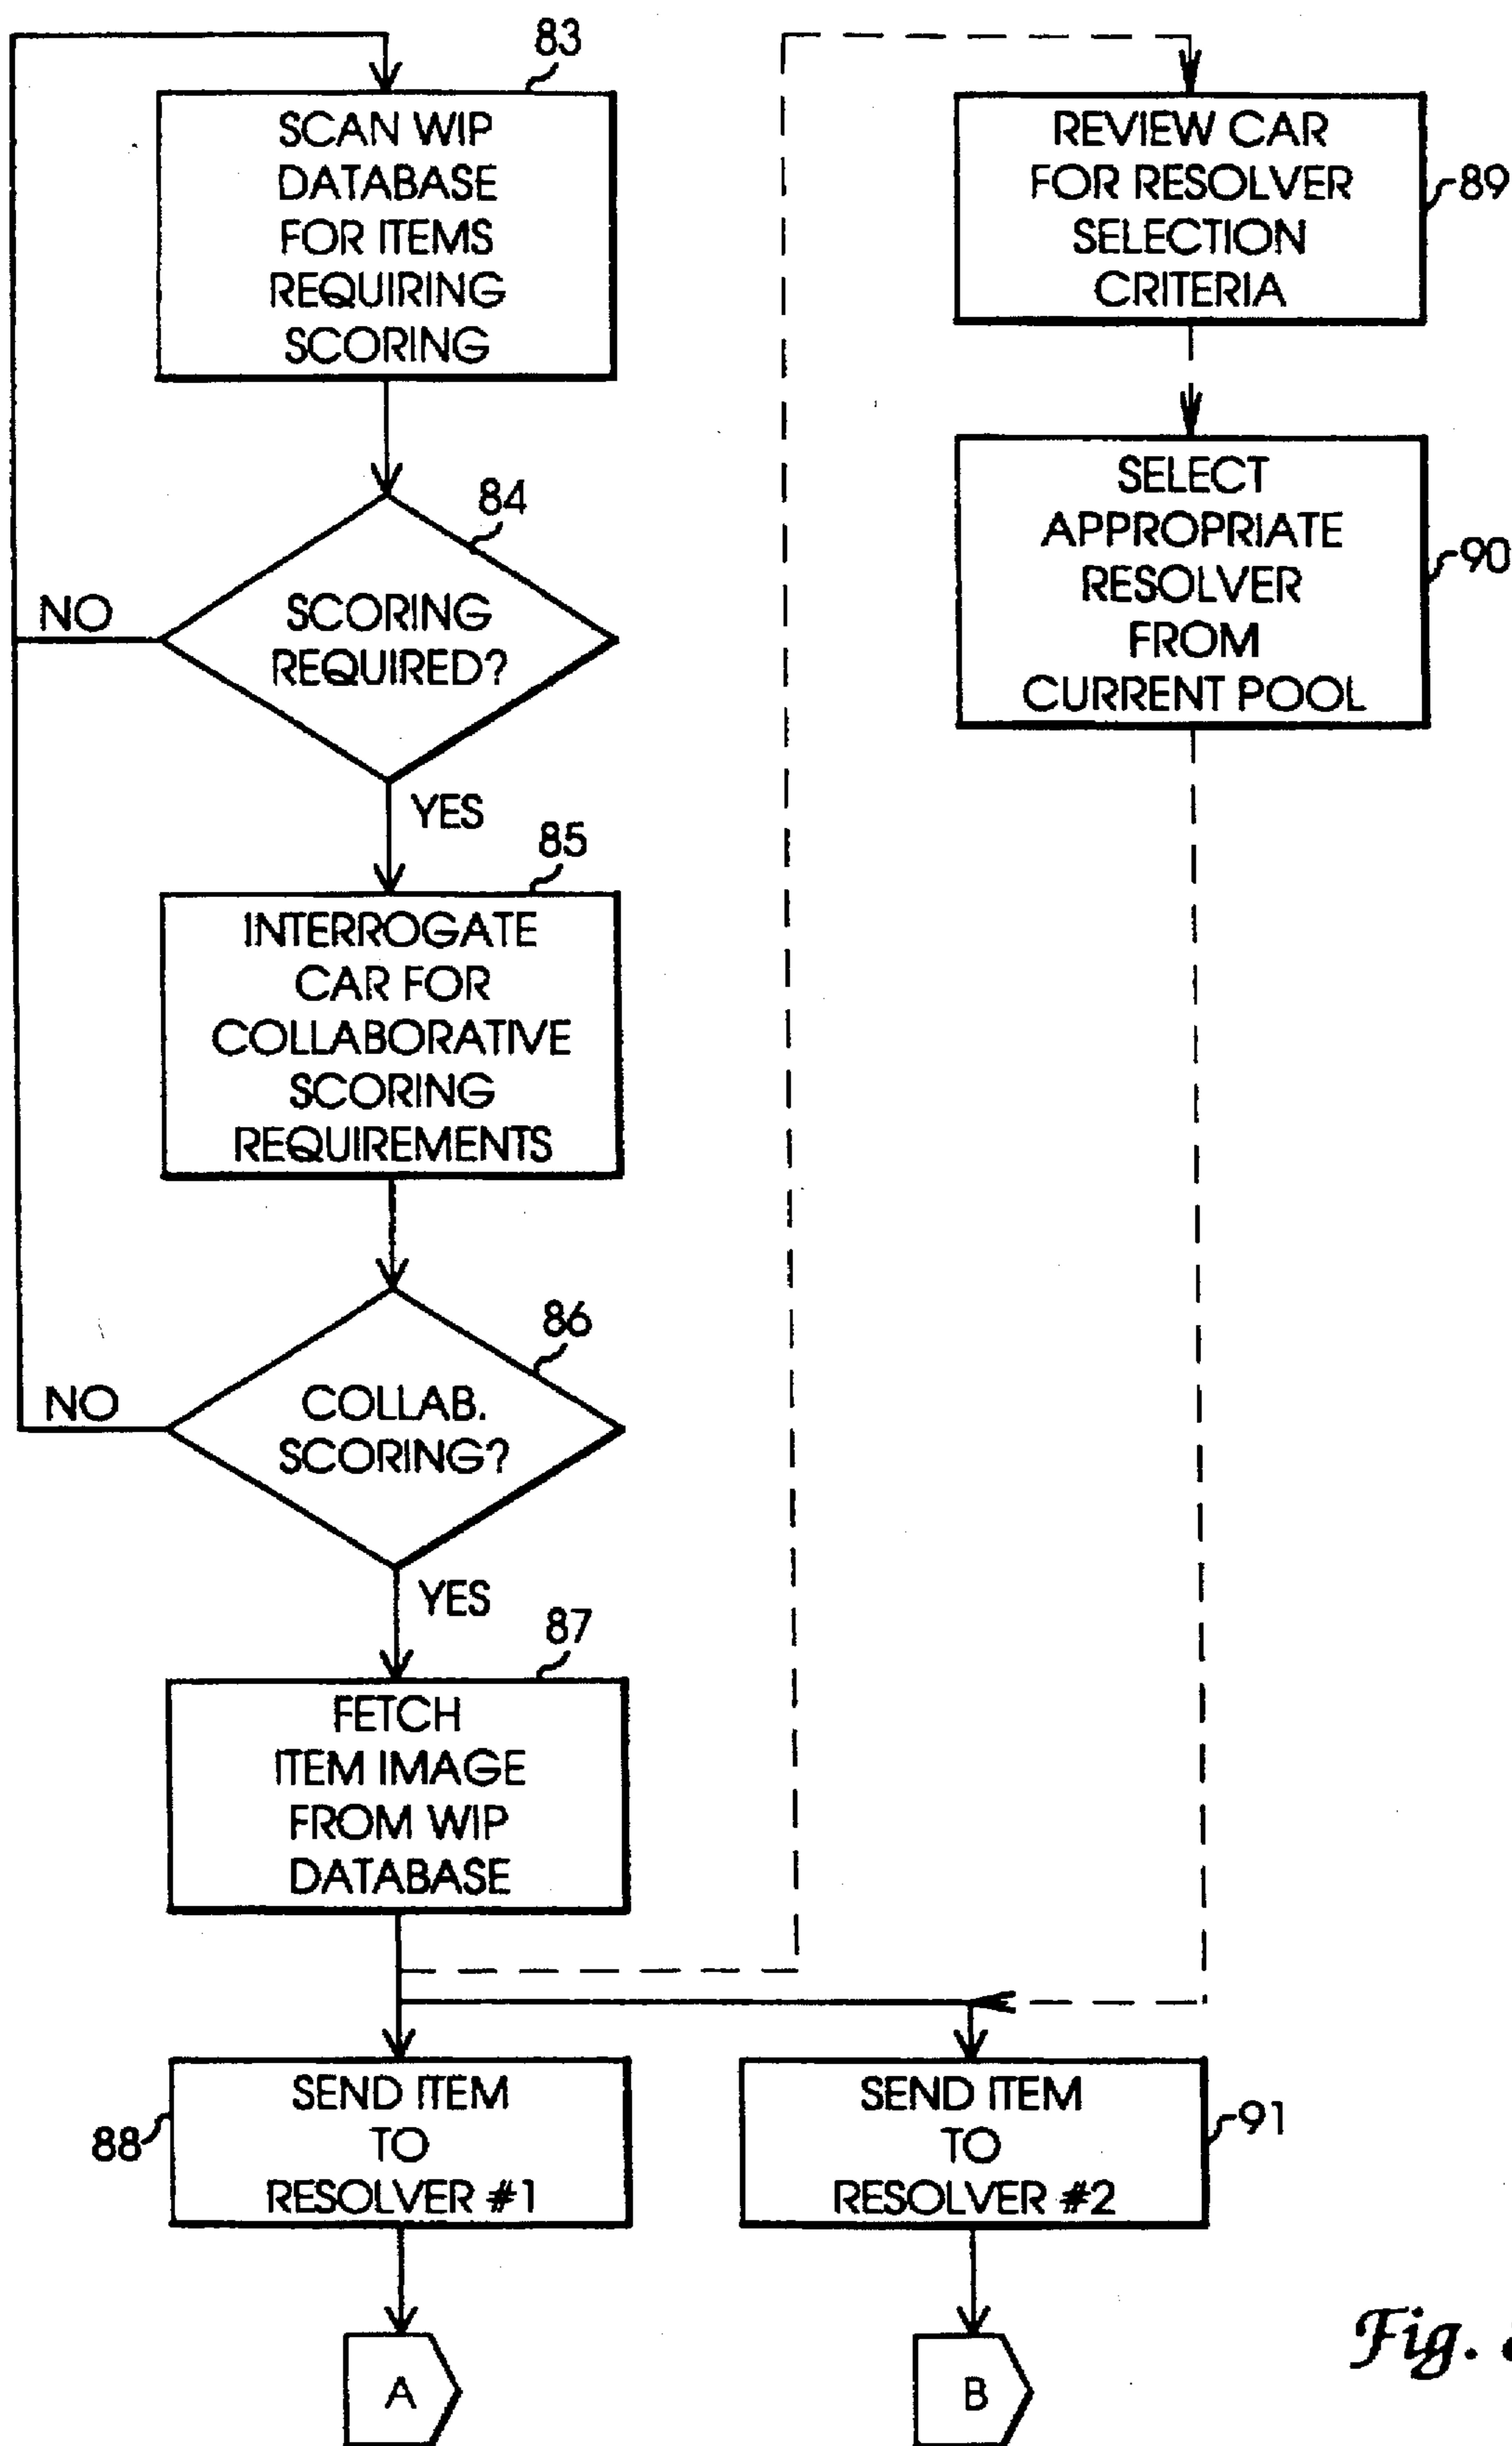 83
SCAN WIP
DATABASE
FOR ITEMS
REQUIRING
SCORING
84
NO
SCORING
REQUIRED?
YES
85
INTERROGATE
CAR FOR
COLLABORATIVE
SCORING
REQUIREMENTS
86
NO
COLLAB.
SCORING?
YES
87
FETCH
ITEM IMAGE
FROM WIP
DATABASE
REVIEW CAR
FOR RESOLVER
SELECTION
CRITERIA
89
SELECT
APPROPRIATE
RESOLVER
FROM
CURRENT POOL
90
88
SEND ITEM
TO
RESOLVER #1
SEND ITEM
TO
RESOLVER #2
91
A
B
Fig.